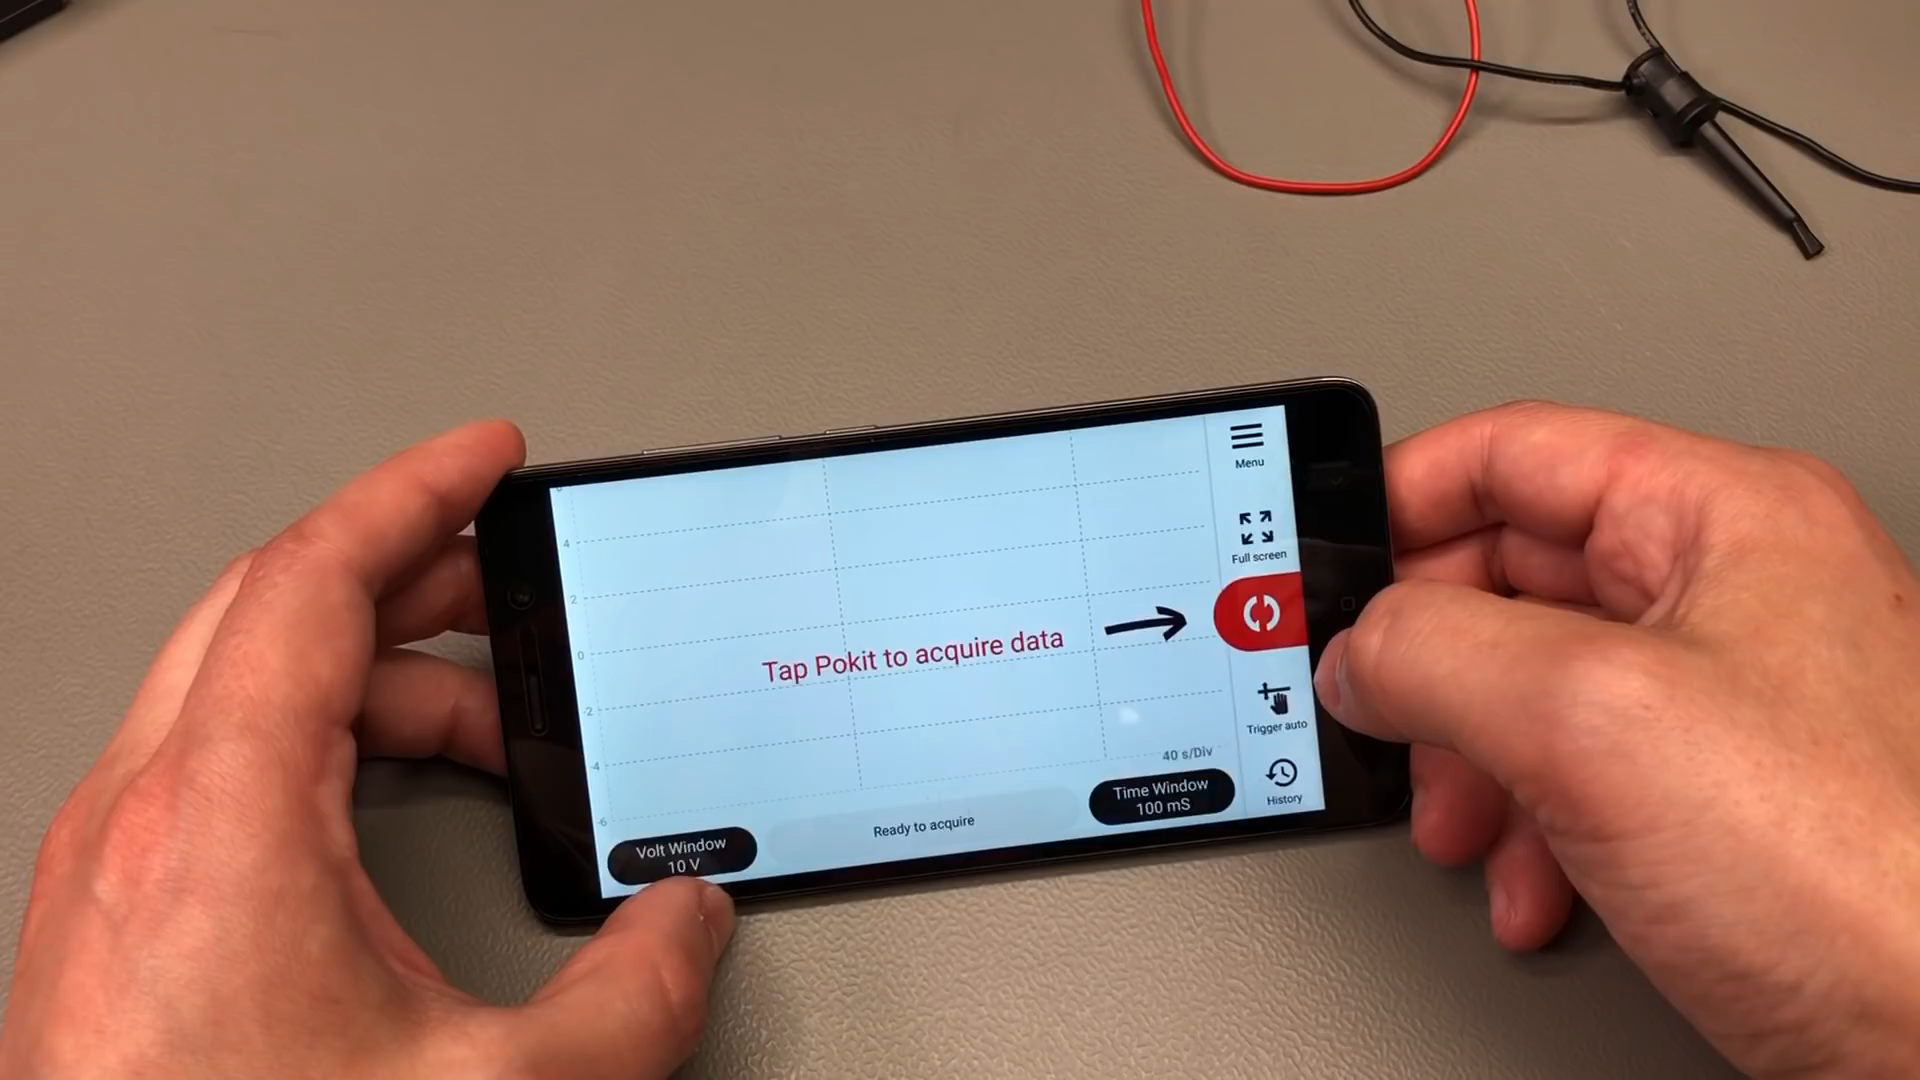 Menu
Full screen
4
2
0
Tap Pokit to acquire data
-2
Trigger auto
-4
40 s/Div
Time Window
100 mS
History
-6
Ready to acquire
Volt Window
10 V